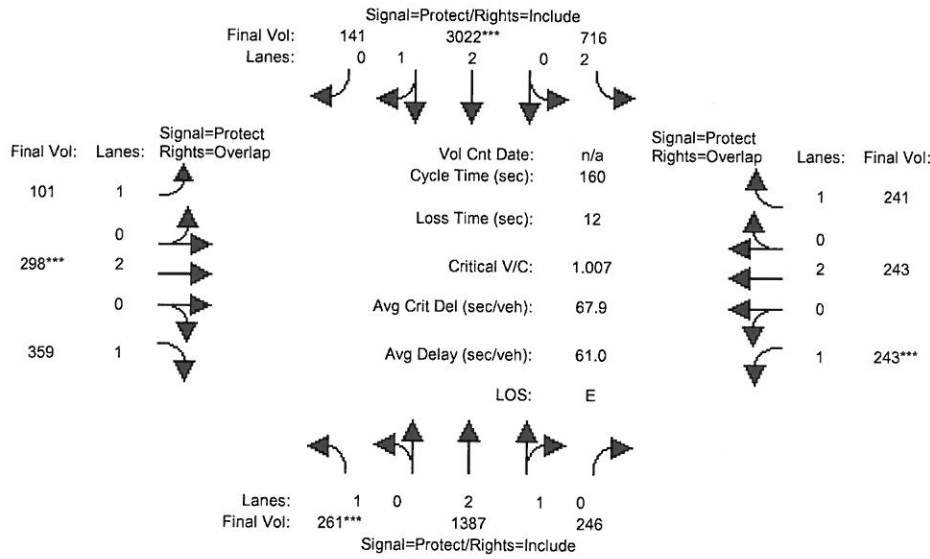 Signal=Protect/Rights=Include
Final Vol: 141 3022*** 716
Lanes: 0 1 2 0 2
Signal=Protect
Final Vol: Lanes: Rights=Overlap
101 1
0
298*** 2
0
359 1
Vol Cnt Date: n/a
Cycle Time (sec): 160
Loss Time (sec): 12
Critical V/C: 1.007
Avg Crit Del (sec/veh): 67.9
Avg Delay (sec/veh): 61.0
LOS: E
Signal=Protect
Rights=Overlap Lanes: Final Vol:
1 241
0
2 243
0
1 243***
Lanes: 1 0 2 1 0
Final Vol: 261*** 1387 246
Signal=Protect/Rights=Include